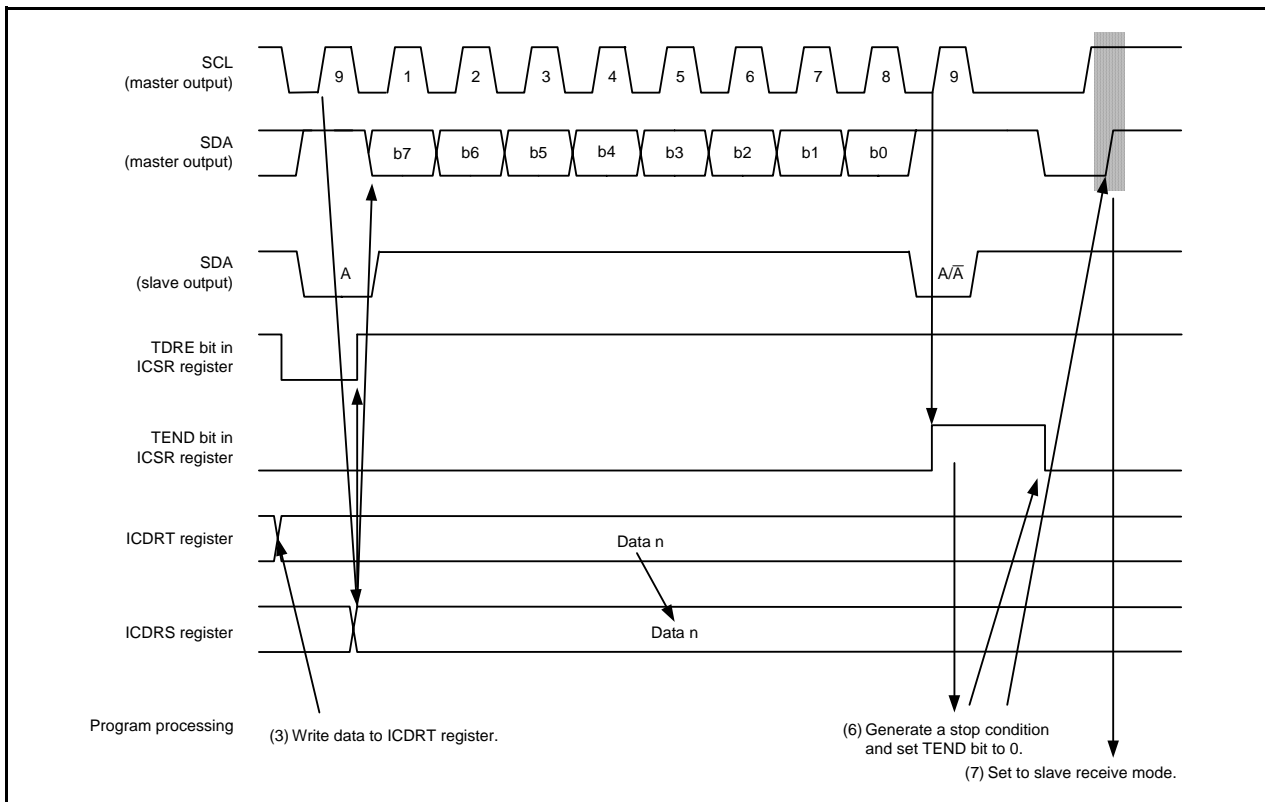 SCL
(master output)
9 1 2 3 4 5 6 7 8 9
SDA
(master output)
b7 b6 b5 b4 b3 b2 b1 b0
SDA
(slave output)
A
A/A̅
TDRE bit in
ICSR register
TEND bit in
ICSR register
ICDRT register
Data n
ICDRS register
Data n
Program processing
(3) Write data to ICDRT register.
(6) Generate a stop condition
and set TEND bit to 0.
(7) Set to slave receive mode.